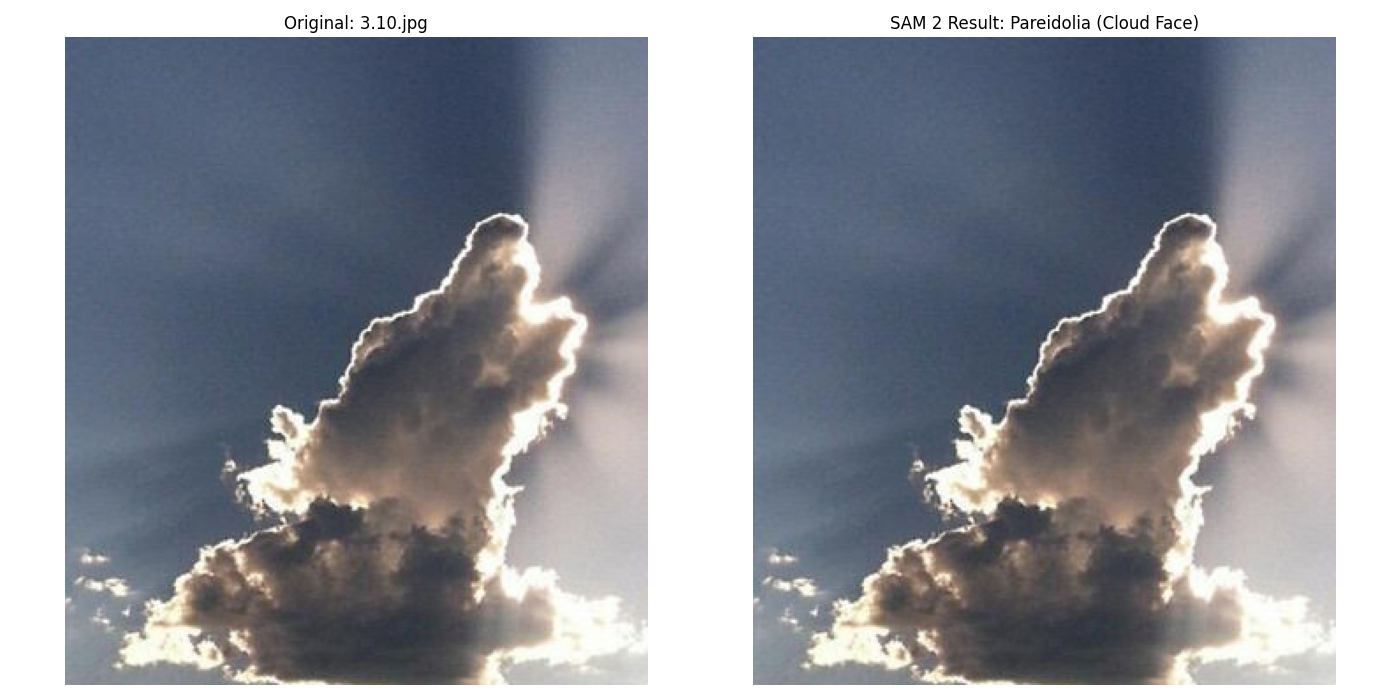 Original: 3.10.jpg
SAM 2 Result: Pareidolia (Cloud Face)